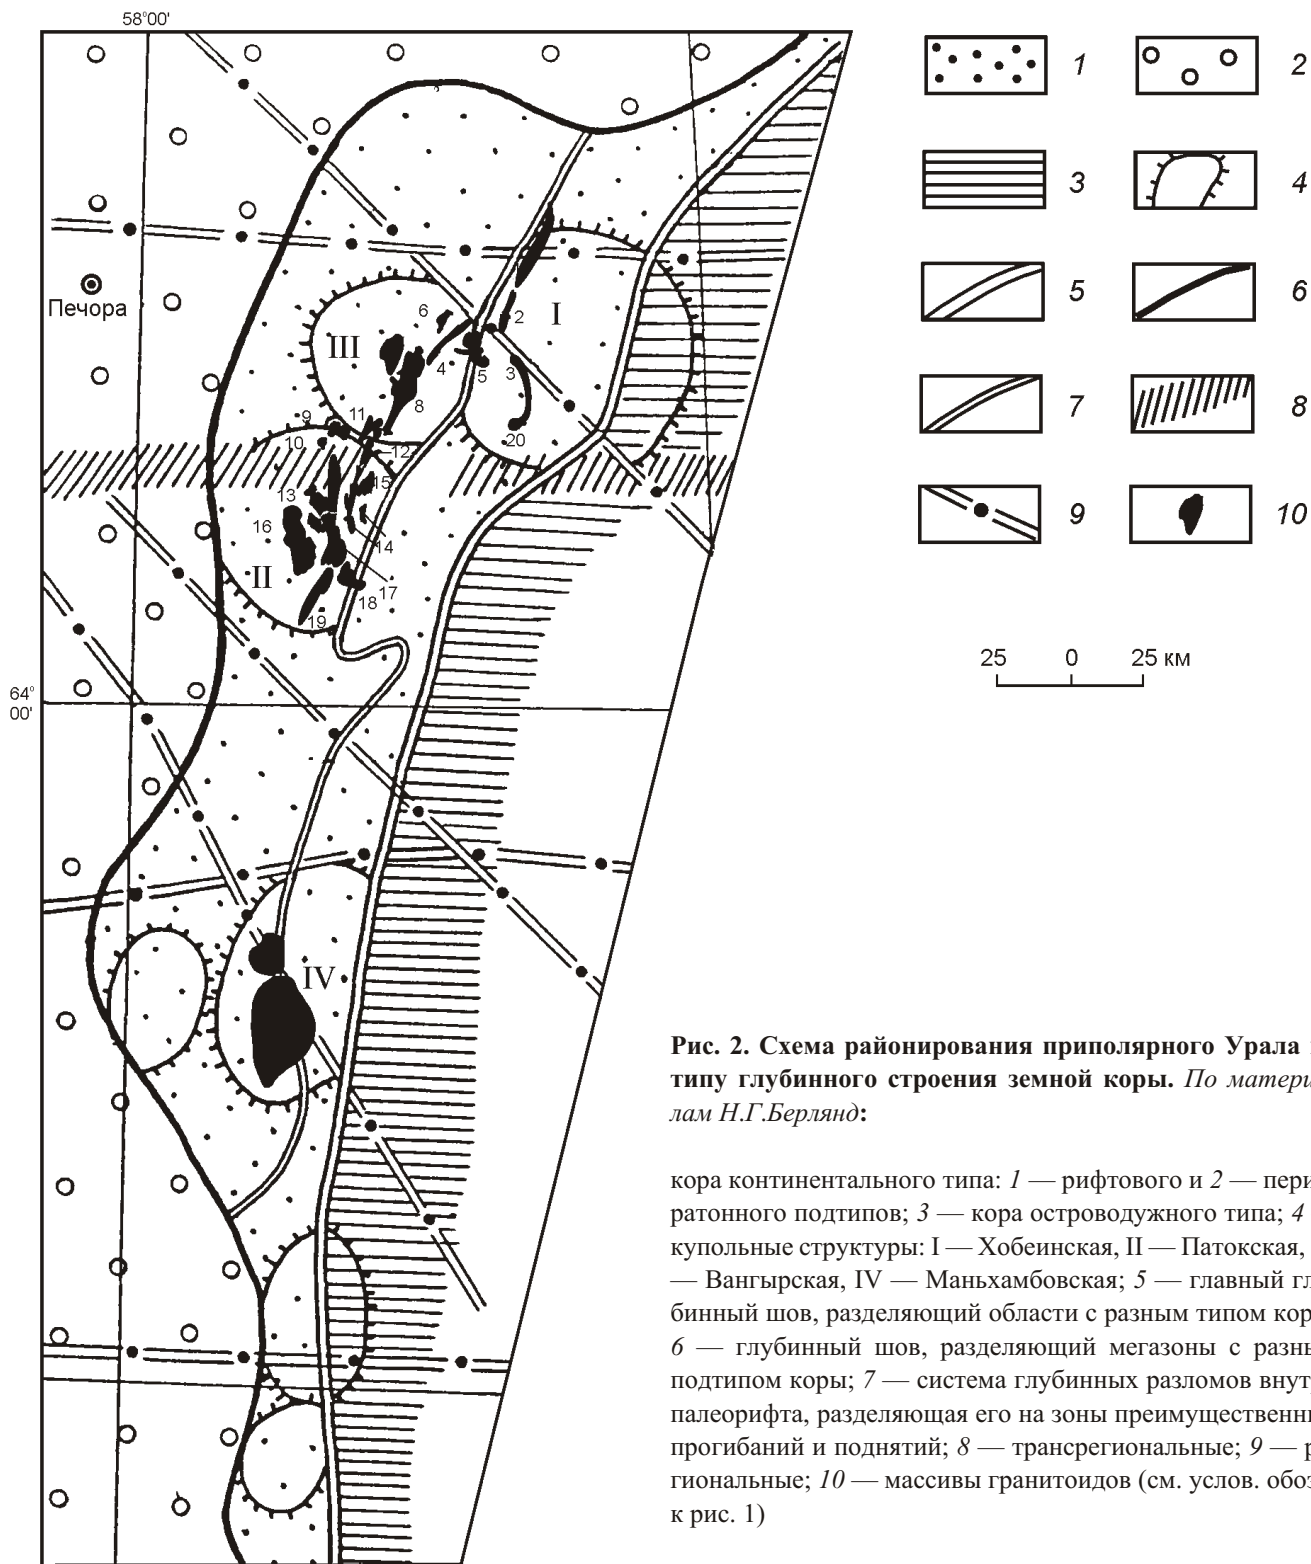 58°00'
1
2
3
4
5
6
7
8
9
10
Печора
III
I
II
IV
6
2
4
5
3
8
9
11
10
12
20
13
15
16
14
17
18
19
64°
00'
25 0 25 км
Рис. 2. Схема районирования приполярного Урала
типу глубинного строения земной коры. По матери
лам Н.Г.Берлянд:
кора континентального типа: 1 — рифтового и 2 — пери
ратонного подтипов; 3 — кора островодужного типа; 4
купольные структуры: I — Хобеинская, II — Патокская,
— Вангырская, IV — Маньхамбовская; 5 — главный гл
бинный шов, разделяющий области с разным типом кор
6 — глубинный шов, разделяющий мегазоны с разн
подтипом коры; 7 — система глубинных разломов внут
палеорифта, разделяющая его на зоны преимущественн
прогибаний и поднятий; 8 — трансрегиональные; 9 — р
гиональные; 10 — массивы гранитоидов (см. услов. обоз
к рис. 1)